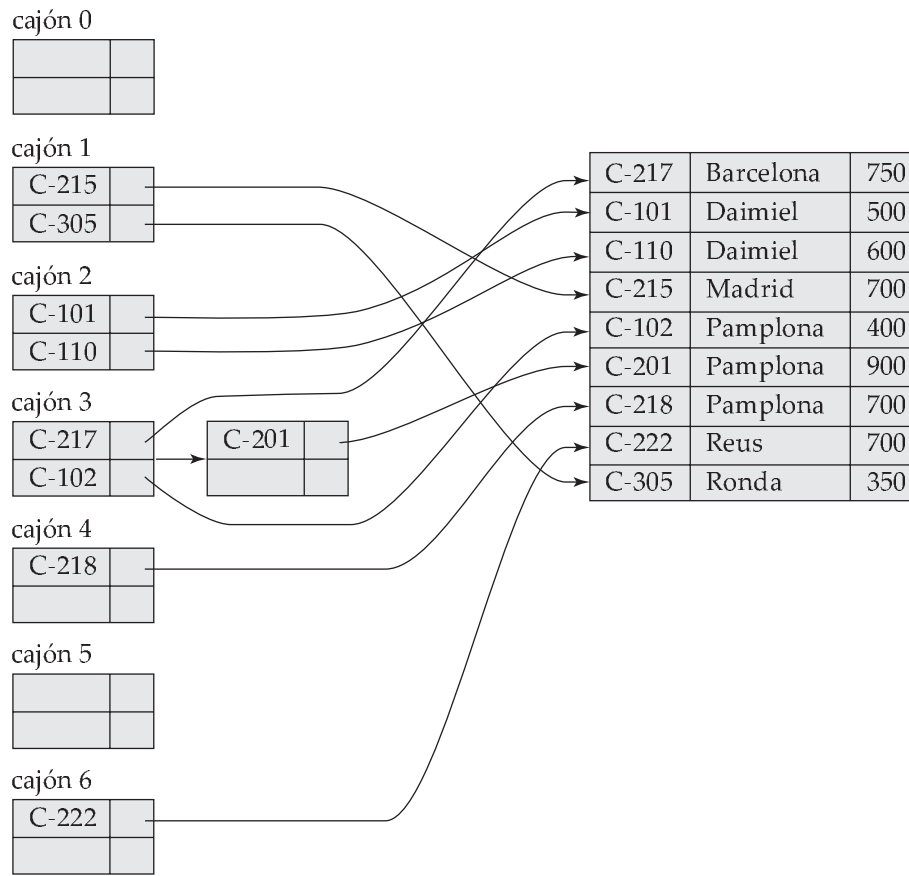 cajón 0
cajón 1
C-215
C-305
cajón 2
C-101
C-110
cajón 3
C-217
C-102
C-201
cajón 4
C-218
cajón 5
cajón 6
C-222
C-217 Barcelona 750
C-101 Daimiel 500
C-110 Daimiel 600
C-215 Madrid 700
C-102 Pamplona 400
C-201 Pamplona 900
C-218 Pamplona 700
C-222 Reus 700
C-305 Ronda 350